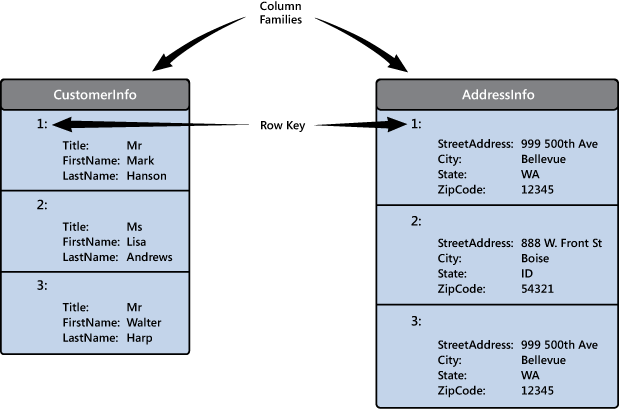 Column
Families
CustomerInfo
1:
Title: Mr
FirstName: Mark
LastName: Hanson
2:
Title: Ms
FirstName: Lisa
LastName: Andrews
3:
Title: Mr
FirstName: Walter
LastName: Harp
Row Key
AddressInfo
1:
StreetAddress: 999 500th Ave
City: Bellevue
State: WA
ZipCode: 12345
2:
StreetAddress: 888 W. Front St
City: Boise
State: ID
ZipCode: 54321
3:
StreetAddress: 999 500th Ave
City: Bellevue
State: WA
ZipCode: 12345